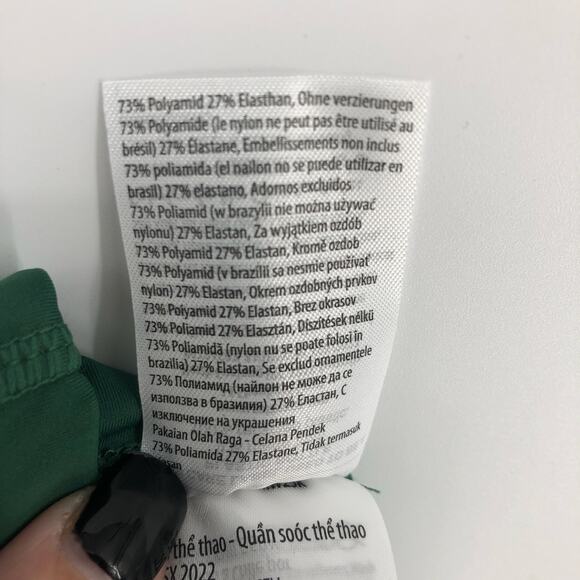 73% Polyamid 27% Elasthan, Ohne verzierungen
73% Polyamide (le nylon ne peut pas être utilisé au
brésil) 27% Élastane, Embellissements non inclus
73% poliamida (el nailon no se puede utilizar en
brasil) 27% elastano, Adornos excluidos
73% Poliamid (w brazylii nie można używać
nylonu) 27% Elastan, Za wyjątkiem ozdób
73% Polyamid 27% Elastan, Kromě ozdob
73% Polyamid (v brazílii sa nesmie používať
nylon) 27% Elastan, Okrem ozdobných prvkov
73% Polyamid 27% Elastan, Brez okrasov
73% Poliamid 27% Elasztán, Díszítések nélkü
73% Poliamidă (nylon nu se poate folosi în
brazilia) 27% Elastan, Se exclud ornamentele
73% Полиамид (найлон не може да се
използва в бразилия) 27% Еластан, С
изключение на украшения
Pakaian Olah Raga - Celana Pendek
73% Poliamida 27% Elastane, Tidak termasuk
thể thao - Quần soóc thể thao
SX 2022